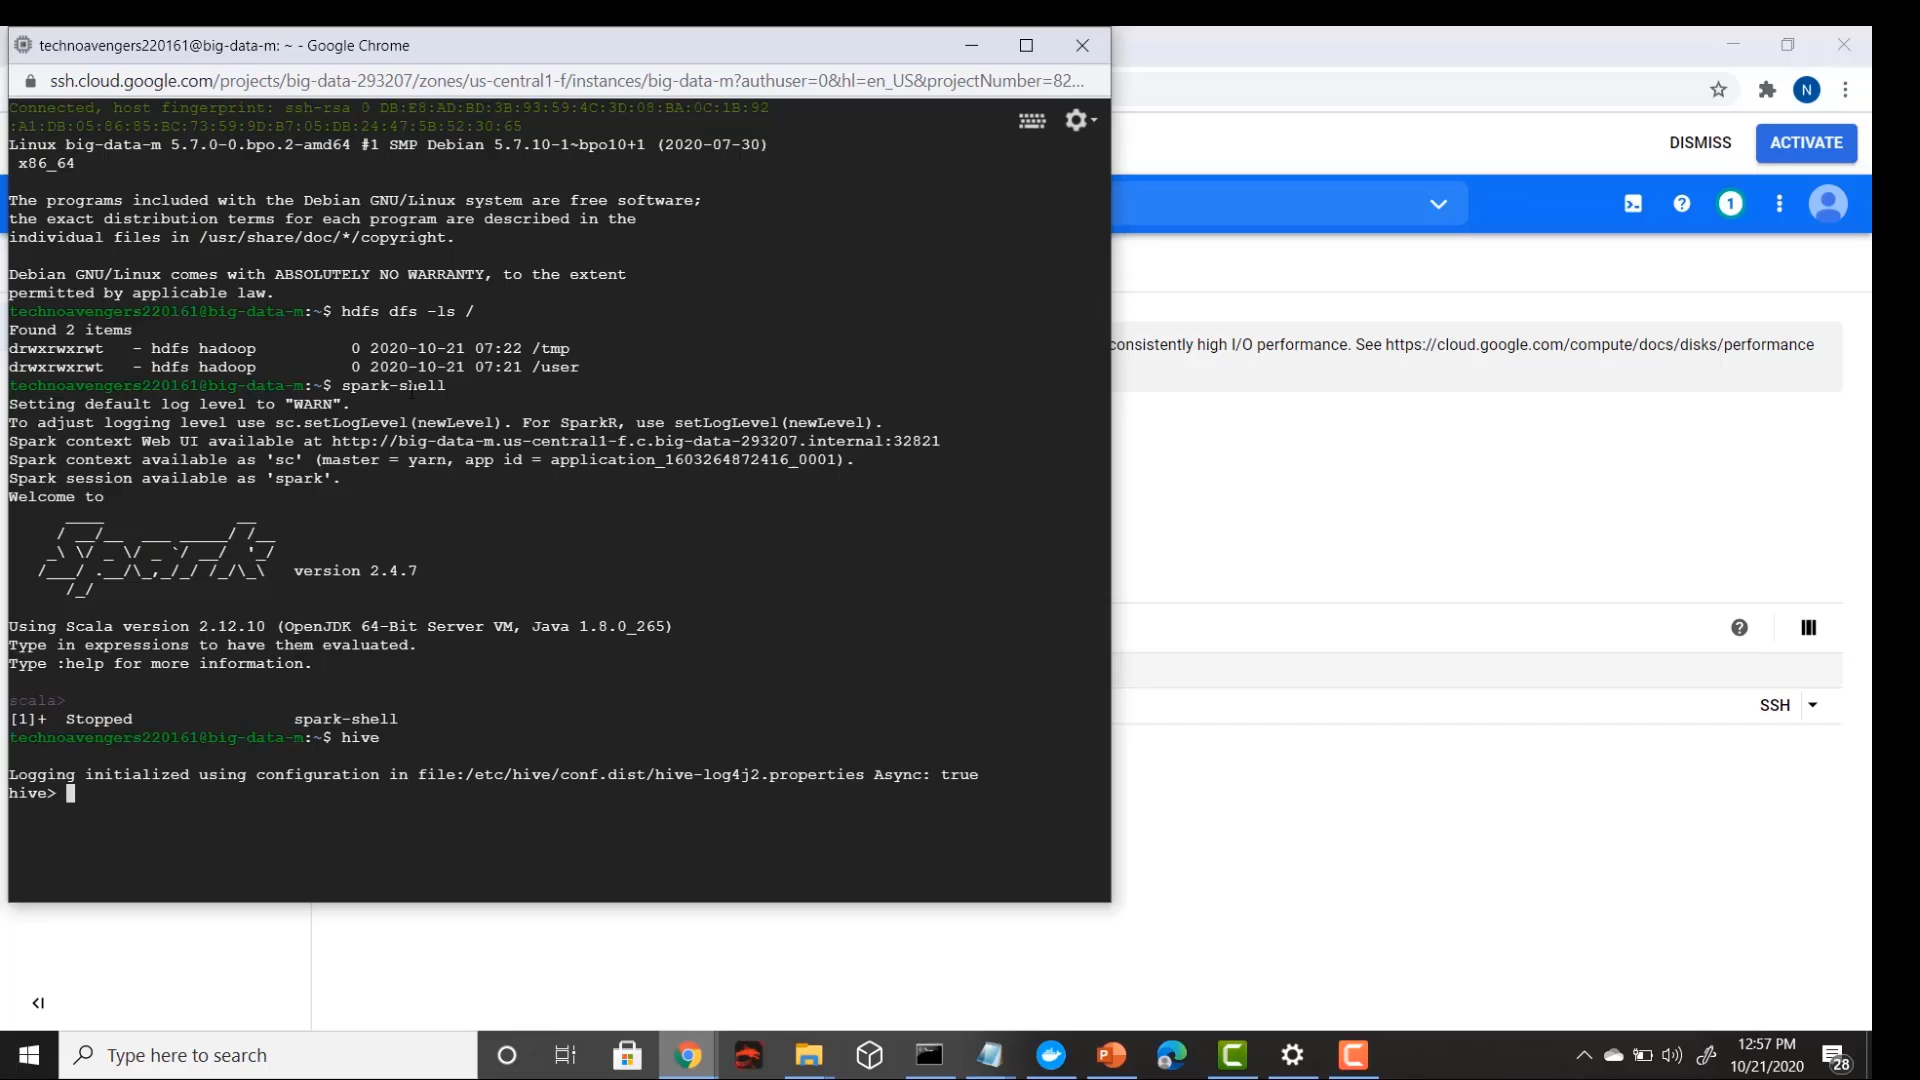 technoavengers220161@big-data-m: ~ - Google Chrome
ssh.cloud.google.com/projects/big-data-293207/zones/us-central1-f/instances/big-data-m?authuser=0&hl=en_US&projectNumber=82...
Connected, host fingerprint: ssh-rsa 0 DB:E8:AD:BD:3B:93:59:4C:3D:08:BA:0C:1B:92
:A1:DB:05:86:85:BC:73:59:9D:B7:05:DB:24:47:5B:52:30:65
Linux big-data-m 5.7.0-0.bpo.2-amd64 #1 SMP Debian 5.7.10-1~bpo10+1 (2020-07-30)
x86_64
The programs included with the Debian GNU/Linux system are free software;
the exact distribution terms for each program are described in the
individual files in /usr/share/doc/*/copyright.
Debian GNU/Linux comes with ABSOLUTELY NO WARRANTY, to the extent
permitted by applicable law.
technoavengers220161@big-data-m:~$ hdfs dfs -ls /
Found 2 items
drwxrwxrwt   - hdfs hadoop          0 2020-10-21 07:22 /tmp
drwxrwxrwt   - hdfs hadoop          0 2020-10-21 07:21 /user
technoavengers220161@big-data-m:~$ spark-shell
Setting default log level to "WARN".
To adjust logging level use sc.setLogLevel(newLevel). For SparkR, use setLogLevel(newLevel).
Spark context Web UI available at http://big-data-m.us-central1-f.c.big-data-293207.internal:32821
Spark context available as 'sc' (master = yarn, app id = application_1603264872416_0001).
Spark session available as 'spark'.
Welcome to
      ____              __
     / __/__  ___ _____/ /__
    _\ \/ _ \/ _ `/ __/  '_/
   /___/ .__/\_,_/_/ /_/\_\   version 2.4.7
      /_/
Using Scala version 2.12.10 (OpenJDK 64-Bit Server VM, Java 1.8.0_265)
Type in expressions to have them evaluated.
Type :help for more information.
scala>
[1]+  Stopped                 spark-shell
technoavengers220161@big-data-m:~$ hive
Logging initialized using configuration in file:/etc/hive/conf.dist/hive-log4j2.properties Async: true
hive>
N
DISMISS
ACTIVATE
1
consistently high I/O performance. See https://cloud.google.com/compute/docs/disks/performance
SSH
Type here to search
12:57 PM
10/21/2020
28